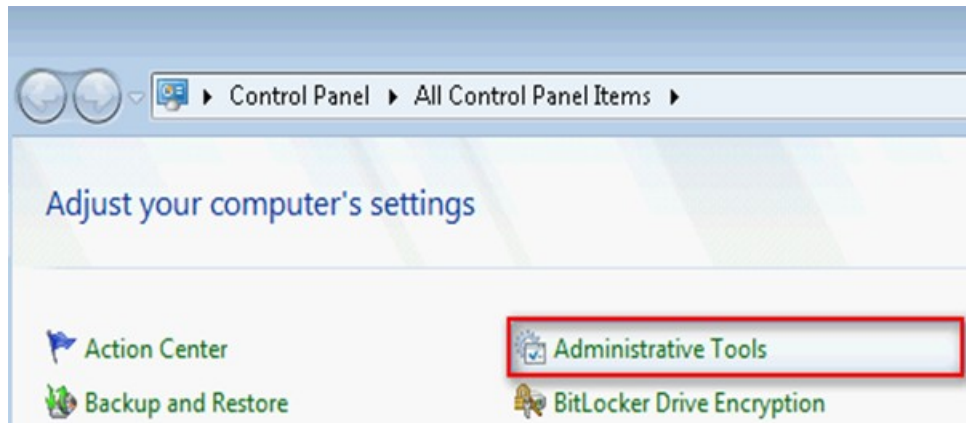 Control Panel All Control Panel Items
Adjust your computer's settings
Action Center
Administrative Tools
Backup and Restore
BitLocker Drive Encryption